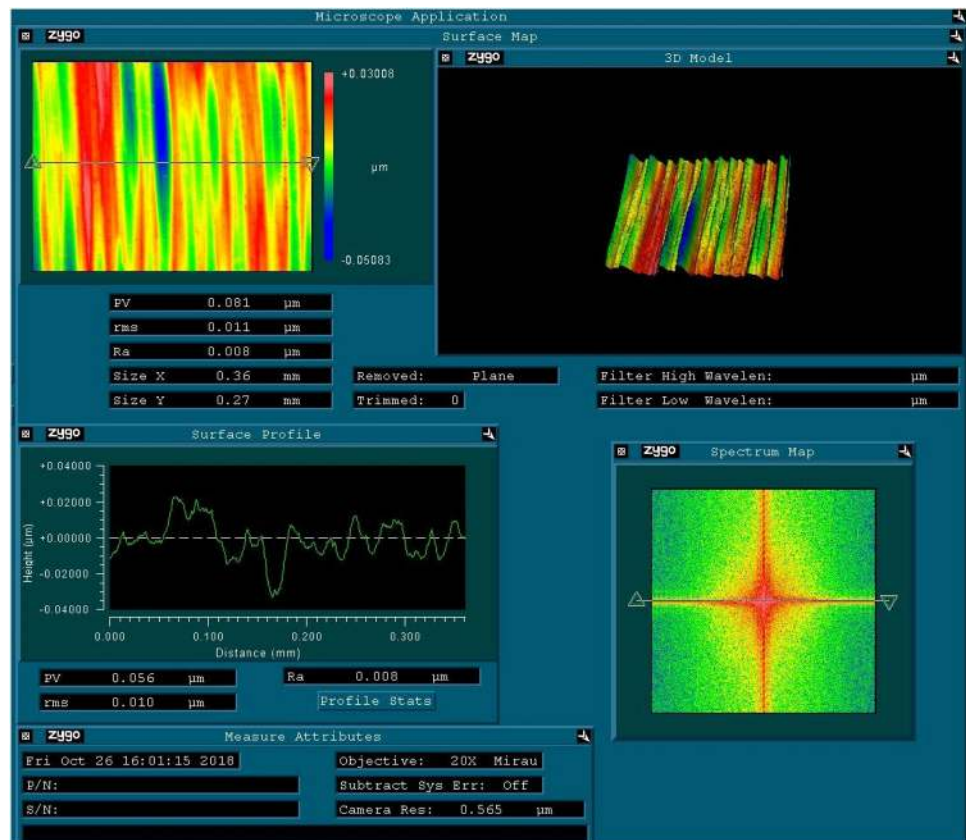 Microscope Application
zygo Surface Map
+0.03008
µm
-0.05083
zygo 3D Model
PV 0.081 µm
rms 0.011 µm
Ra 0.008 µm
Size X 0.36 mm
Size Y 0.27 mm
Removed: Plane
Trimmed: 0
Filter High Wavelen: µm
Filter Low Wavelen: µm
zygo Surface Profile
+0.04000
+0.02000
+0.00000
-0.02000
-0.04000
Height (µm)
0.000 0.100 0.200 0.300
Distance (mm)
PV 0.056 µm
rms 0.010 µm
Ra 0.008 µm
Profile Stats
zygo Spectrum Map
zygo Measure Attributes
Fri Oct 26 16:01:15 2018
P/N:
S/N:
Objective: 20X Mirau
Subtract Sys Err: Off
Camera Res: 0.565 µm